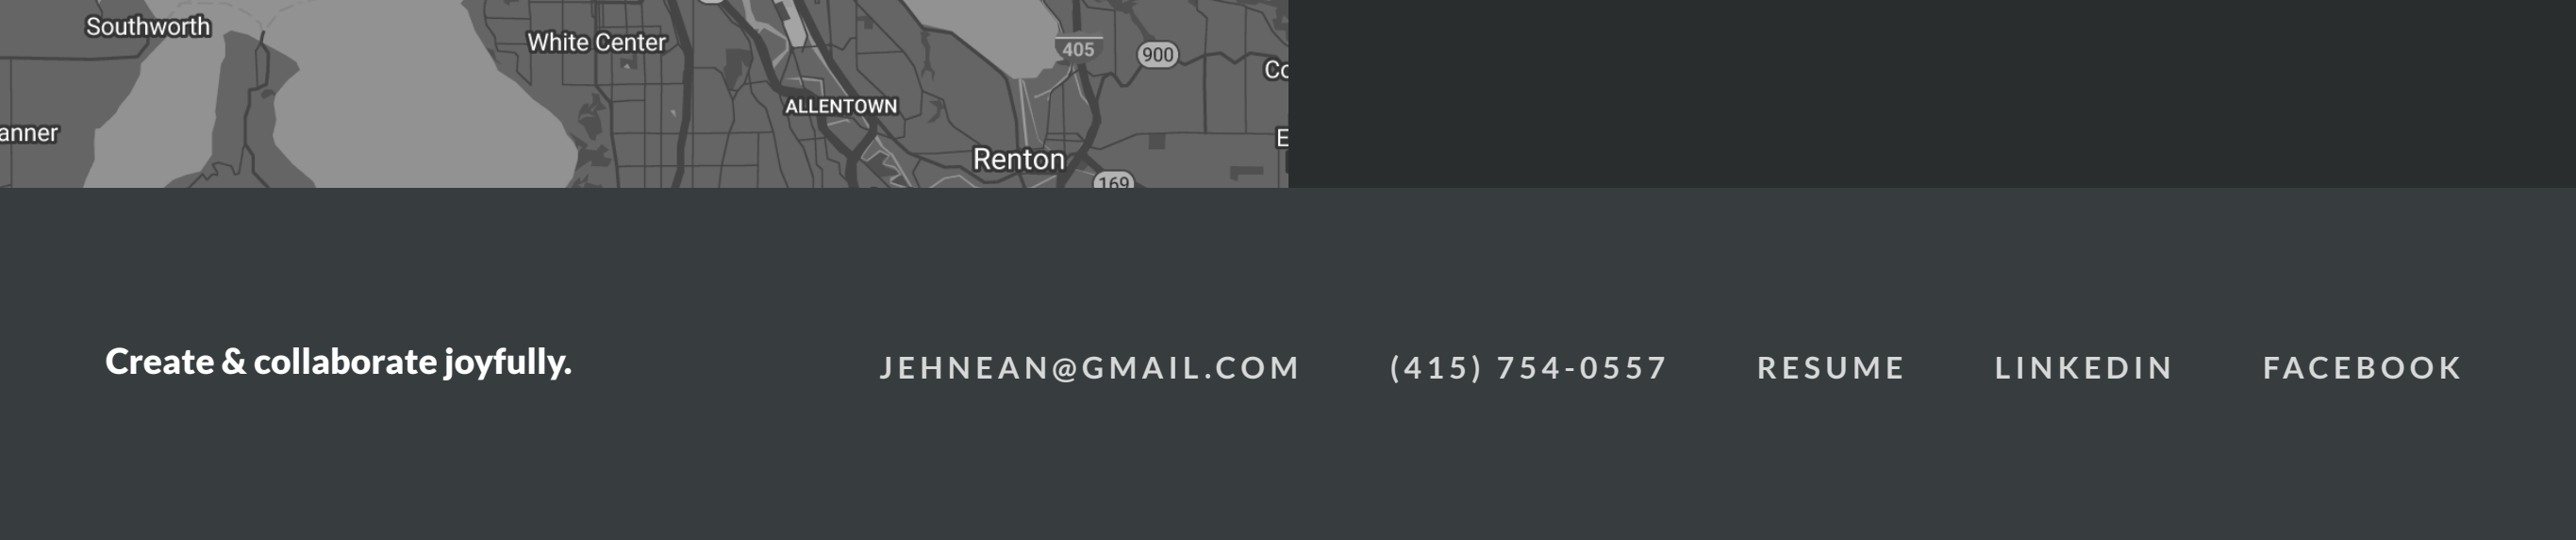 Southworth
White Center
405
900
ALLENTOWN
Renton
169
Create & collaborate joyfully.
JEHNEAN@GMAIL.COM (415) 754-0557 RESUME LINKEDIN FACEBOOK